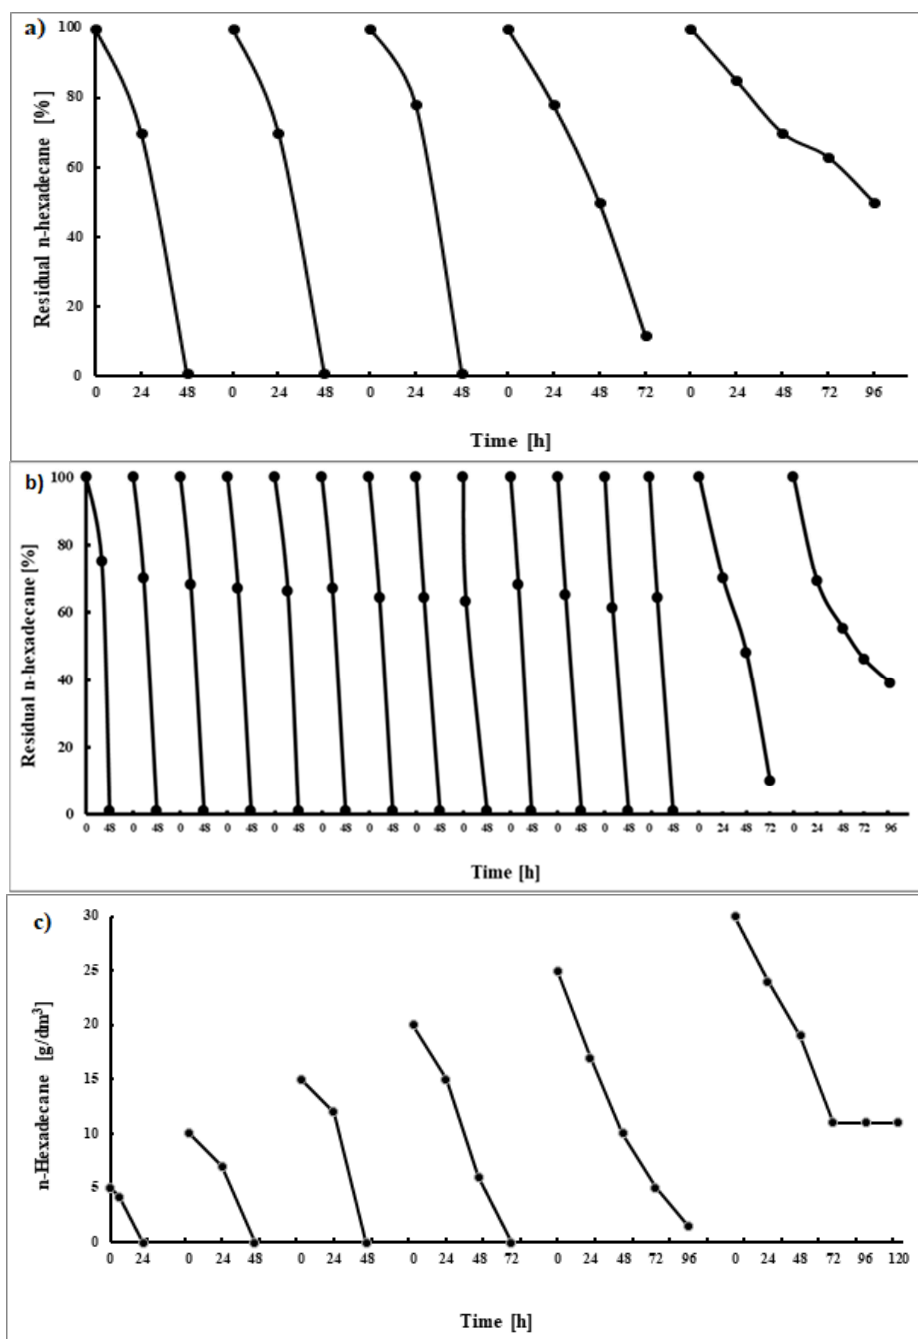 a)
Residual n-hexadecane [%]
100
80
60
40
20
0
0 24 48 0 24 48 0 24 48 0 24 48 72 0 24 48 72 96
Time [h]
b)
Residual n-hexadecane [%]
100
80
60
40
20
0
0 48 0 48 0 48 0 48 0 48 0 48 0 48 0 48 0 48 0 48 0 48 0 48 0 48 0 24 48 72 0 24 48 72 96
Time [h]
c)
n-Hexadecane [g/dm³]
30
25
20
15
10
5
0
0 24 0 24 48 0 24 48 0 24 48 72 0 24 48 72 96 0 24 48 72 96 120
Time [h]